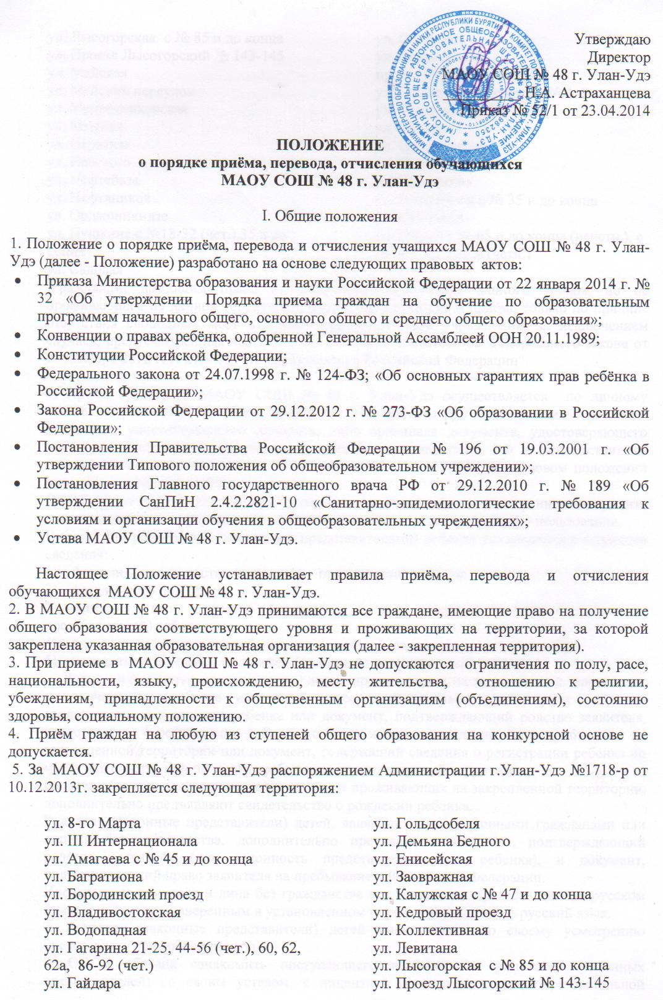 Утверждаю
Директор
МАОУ СОШ № 48 г. Улан-Удэ
__________ Н.А. Астраханцева
Приказ № 52/1 от 23.04.2014
ПОЛОЖЕНИЕ
о порядке приёма, перевода, отчисления обучающихся
МАОУ СОШ № 48 г. Улан-Удэ
I. Общие положения
1. Положение о порядке приёма, перевода и отчисления учащихся МАОУ СОШ № 48 г. Улан-
Удэ (далее - Положение) разработано на основе следующих правовых актов:
• Приказа Министерства образования и науки Российской Федерации от 22 января 2014 г. №
32 «Об утверждении Порядка приема граждан на обучение по образовательным
программам начального общего, основного общего и среднего общего образования»;
• Конвенции о правах ребёнка, одобренной Генеральной Ассамблеей ООН 20.11.1989;
• Конституции Российской Федерации;
• Федерального закона от 24.07.1998 г. № 124-ФЗ; «Об основных гарантиях прав ребёнка в
Российской Федерации»;
• Закона Российской Федерации от 29.12.2012 г. № 273-ФЗ «Об образовании в Российской
Федерации»;
• Постановления Правительства Российской Федерации № 196 от 19.03.2001 г. «Об
утверждении Типового положения об общеобразовательном учреждении»;
• Постановления Главного государственного врача РФ от 29.12.2010 г. № 189 «Об
утверждении СанПиН 2.4.2.2821-10 «Санитарно-эпидемиологические требования к
условиям и организации обучения в общеобразовательных учреждениях»;
• Устава МАОУ СОШ № 48 г. Улан-Удэ.
Настоящее Положение устанавливает правила приёма, перевода и отчисления
обучающихся МАОУ СОШ № 48 г. Улан-Удэ.
2. В МАОУ СОШ № 48 г. Улан-Удэ принимаются все граждане, имеющие право на получение
общего образования соответствующего уровня и проживающих на территории, за которой
закреплена указанная образовательная организация (далее - закрепленная территория).
3. При приеме в МАОУ СОШ № 48 г. Улан-Удэ не допускаются ограничения по полу, расе,
национальности, языку, происхождению, месту жительства, отношению к религии,
убеждениям, принадлежности к общественным организациям (объединениям), состоянию
здоровья, социальному положению.
4. Приём граждан на любую из ступеней общего образования на конкурсной основе не
допускается.
5. За МАОУ СОШ № 48 г. Улан-Удэ распоряжением Администрации г.Улан-Удэ №1718-р от
10.12.2013г. закрепляется следующая территория:
ул. 8-го Марта
ул. III Интернационала
ул. Амагаева с № 45 и до конца
ул. Багратиона
ул. Бородинский проезд
ул. Владивостокская
ул. Водопадная
ул. Гагарина 21-25, 44-56 (чет.), 60, 62,
62а, 86-92 (чет.)
ул. Гайдара
ул. Гольдсобеля
ул. Демьяна Бедного
ул. Енисейская
ул. Заовражная
ул. Калужская с № 47 и до конца
ул. Кедровый проезд
ул. Коллективная
ул. Левитана
ул. Лысогорская с № 85 и до конца
ул. Проезд Лысогорский № 143-145